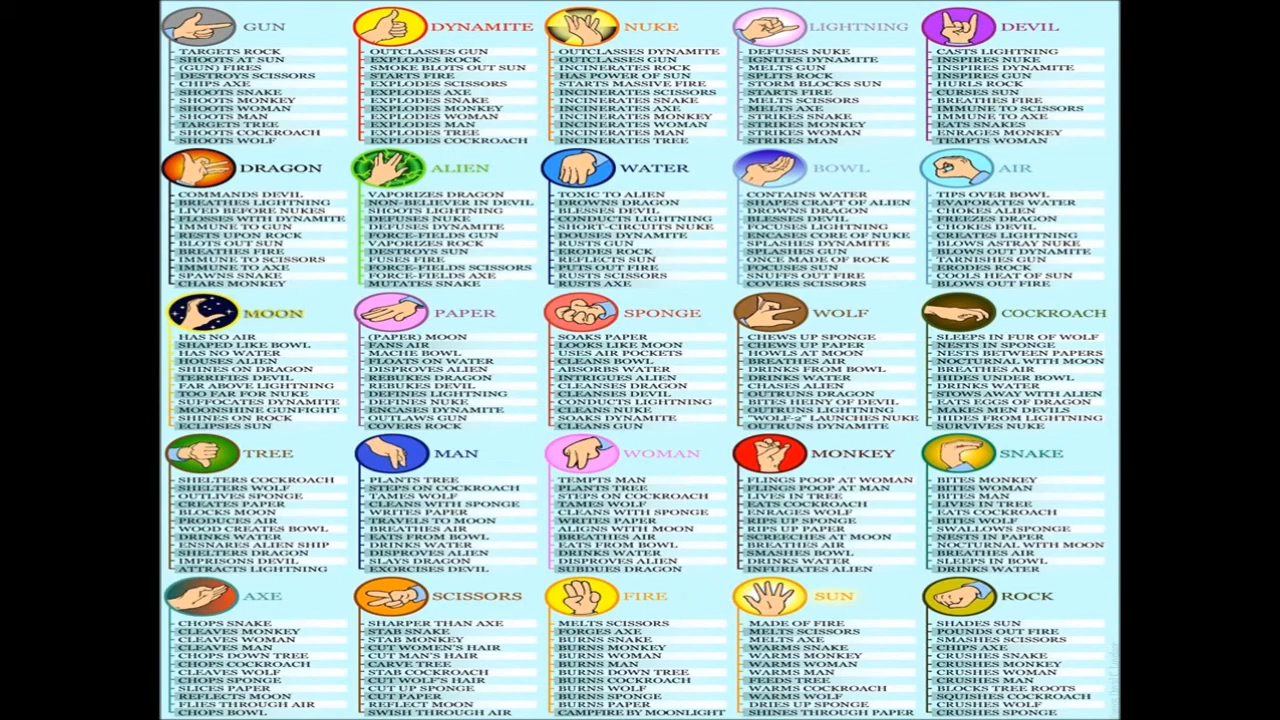 GUN
TARGETS ROCK
SHOOTS AT SUN
(GUN) FIRES
DESTROYS SCISSORS
CHIPS AXE
SHOOTS SNAKE
SHOOTS MONKEY
SHOOTS WOMAN
SHOOTS MAN
TARGETS TREE
SHOOTS COCKROACH
SHOOTS WOLF
DYNAMITE
OUTCLASSES GUN
EXPLODES ROCK
SMOKE BLOTS OUT SUN
STARTS FIRE
EXPLODES SCISSORS
EXPLODES AXE
EXPLODES SNAKE
EXPLODES MONKEY
EXPLODES WOMAN
EXPLODES MAN
EXPLODES TREE
EXPLODES COCKROACH
NUKE
OUTCLASSES DYNAMITE
OUTCLASSES GUN
INCINERATES ROCK
HAS POWER OF SUN
STARTS MASSIVE FIRE
INCINERATES SCISSORS
INCINERATES SNAKE
INCINERATES AXE
INCINERATES MONKEY
INCINERATES WOMAN
INCINERATES MAN
INCINERATES TREE
LIGHTNING
DEFUSES NUKE
IGNITES DYNAMITE
MELTS GUN
SPLITS ROCK
STORM BLOCKS SUN
STARTS FIRE
MELTS SCISSORS
MELTS AXE
STRIKES SNAKE
STRIKES MONKEY
STRIKES WOMAN
STRIKES MAN
DEVIL
CASTS LIGHTNING
INSPIRES NUKE
INSPIRES DYNAMITE
INSPIRES GUN
HURLS ROCK
CURSES SUN
BREATHES FIRE
IMMUNE TO SCISSORS
IMMUNE TO AXE
EATS SNAKES
ENRAGES MONKEY
TEMPTS WOMAN
DRAGON
COMMANDS DEVIL
BREATHES LIGHTNING
LIVED BEFORE NUKES
FLOSSES WITH DYNAMITE
IMMUNE TO GUN
RESTS UPON ROCK
BLOTS OUT SUN
BREATHES FIRE
IMMUNE TO SCISSORS
IMMUNE TO AXE
SPAWNS SNAKE
CHARS MONKEY
ALIEN
VAPORIZES DRAGON
NON-BELIEVER IN DEVIL
SHOOTS LIGHTNING
DEFUSES NUKE
DEFUSES DYNAMITE
FORCE-FIELDS GUN
VAPORIZES ROCK
DESTROYS SUN
FUSES FIRE
FORCE-FIELDS SCISSORS
FORCE-FIELDS AXE
MUTATES SNAKE
WATER
TOXIC TO ALIEN
DROWNS DRAGON
BLESSES DEVIL
CONDUCTS LIGHTNING
SHORT-CIRCUITS NUKE
DOUSES DYNAMITE
RUSTS GUN
ERODES ROCK
REFLECTS SUN
PUTS OUT FIRE
RUSTS SCISSORS
RUSTS AXE
BOWL
CONTAINS WATER
SHAPES CRAFT OF ALIEN
DROWNS DRAGON
BLESSES DEVIL
FOCUSES LIGHTNING
ENCASES CORE OF NUKE
SPLASHES DYNAMITE
SPLASHES GUN
ONCE MADE OF ROCK
FOCUSES SUN
SNUFFS OUT FIRE
COVERS SCISSORS
AIR
TIPS OVER BOWL
EVAPORATES WATER
CHOKES ALIEN
FREEZES DRAGON
CHOKES DEVIL
CREATES LIGHTNING
BLOWS ASTRAY NUKE
BLOWS OUT DYNAMITE
TARNISHES GUN
ERODES ROCK
COOLS HEAT OF SUN
BLOWS OUT FIRE
MOON
HAS NO AIR
SHAPED LIKE BOWL
HAS NO WATER
HOUSES ALIEN
SHINES ON DRAGON
TERRIFIES DEVIL
FAR ABOVE LIGHTNING
TOO FAR FOR NUKE
SUFFOCATES DYNAMITE
MOONSHINE GUNFIGHT
SHINES ON ROCK
ECLIPSES SUN
PAPER
(PAPER) MOON
FANS AIR
MACHE BOWL
FLOATS ON WATER
DISPROVES ALIEN
REBUKES DRAGON
REBUKES DEVIL
DEFINES LIGHTNING
DEFINES NUKE
ENCASES DYNAMITE
OUTLAWS GUN
COVERS ROCK
SPONGE
SOAKS PAPER
LOOKS LIKE MOON
USES AIR POCKETS
CLEANS BOWL
ABSORBS WATER
INTRIGUES ALIEN
CLEANSES DRAGON
CLEANSES DEVIL
CONDUCTS LIGHTNING
CLEANS NUKE
SOAKS DYNAMITE
CLEANS GUN
WOLF
CHEWS UP SPONGE
CHEWS UP PAPER
HOWLS AT MOON
BREATHES AIR
DRINKS FROM BOWL
DRINKS WATER
CHASES ALIEN
OUTRUNS DRAGON
BITES HEINY OF DEVIL
OUTRUNS LIGHTNING
"WOLF-2" LAUNCHES NUKE
OUTRUNS DYNAMITE
COCKROACH
SLEEPS IN FUR OF WOLF
NESTS IN SPONGE
NESTS BETWEEN PAPERS
NOCTURNAL WITH MOON
BREATHES AIR
HIDES UNDER BOWL
DRINKS WATER
STOWS AWAY WITH ALIEN
EATS EGGS OF DRAGON
MAKES MEN DEVILS
HIDES FROM LIGHTNING
SURVIVES NUKE
TREE
SHELTERS COCKROACH
SHELTERS WOLF
OUTLIVES SPONGE
CREATES PAPER
BLOCKS MOON
PRODUCES AIR
WOOD CREATES BOWL
DRINKS WATER
ENSNARES ALIEN SHIP
SHELTERS DRAGON
IMPRISONS DEVIL
ATTRACTS LIGHTNING
MAN
PLANTS TREE
STEPS ON COCKROACH
TAMES WOLF
CLEANS WITH SPONGE
WRITES PAPER
TRAVELS TO MOON
BREATHES AIR
EATS FROM BOWL
DRINKS WATER
DISPROVES ALIEN
SLAYS DRAGON
EXORCISES DEVIL
WOMAN
TEMPTS MAN
PLANTS TREE
STEPS ON COCKROACH
TAMES WOLF
CLEANS WITH SPONGE
WRITES PAPER
ALIGNS WITH MOON
BREATHES AIR
EATS FROM BOWL
DRINKS WATER
DISPROVES ALIEN
SUBDUES DRAGON
MONKEY
FLINGS POOP AT WOMAN
FLINGS POOP AT MAN
LIVES IN TREE
EATS COCKROACH
ENRAGES WOLF
RIPS UP SPONGE
RIPS UP PAPER
SCREECHES AT MOON
BREATHES AIR
SMASHES BOWL
DRINKS WATER
INFURIATES ALIEN
SNAKE
BITES MONKEY
BITES WOMAN
BITES MAN
LIVES IN TREE
EATS COCKROACH
BITES WOLF
SWALLOWS SPONGE
NESTS IN PAPER
NOCTURNAL WITH MOON
BREATHES AIR
SLEEPS IN BOWL
DRINKS WATER
AXE
CHOPS SNAKE
CLEAVES MONKEY
CLEAVES WOMAN
CLEAVES MAN
CHOPS DOWN TREE
CHOPS COCKROACH
CLEAVES WOLF
CHOPS SPONGE
SLICES PAPER
REFLECTS MOON
FLIES THROUGH AIR
CHOPS BOWL
SCISSORS
SHARPER THAN AXE
STAB SNAKE
STAB MONKEY
CUT WOMEN'S HAIR
CUT MAN'S HAIR
CARVE TREE
STAB COCKROACH
CUT WOLF'S HAIR
CUT UP SPONGE
CUT PAPER
REFLECT MOON
SWISH THROUGH AIR
FIRE
MELTS SCISSORS
FORGES AXE
BURNS SNAKE
BURNS MONKEY
BURNS WOMAN
BURNS MAN
BURNS DOWN TREE
BURNS COCKROACH
BURNS WOLF
BURNS SPONGE
BURNS PAPER
CAMPFIRE BY MOONLIGHT
SUN
MADE OF FIRE
MELTS SCISSORS
MELTS AXE
WARMS SNAKE
WARMS MONKEY
WARMS WOMAN
WARMS MAN
FEEDS TREE
WARMS COCKROACH
WARMS WOLF
DRIES UP SPONGE
SHINES THROUGH PAPER
ROCK
SHADES SUN
POUNDS OUT FIRE
SMASHES SCISSORS
CHIPS AXE
CRUSHES SNAKE
CRUSHES MONKEY
CRUSHES WOMAN
CRUSHES MAN
BLOCKS TREE ROOTS
SQUISHES COCKROACH
CRUSHES WOLF
CRUSHES SPONGE